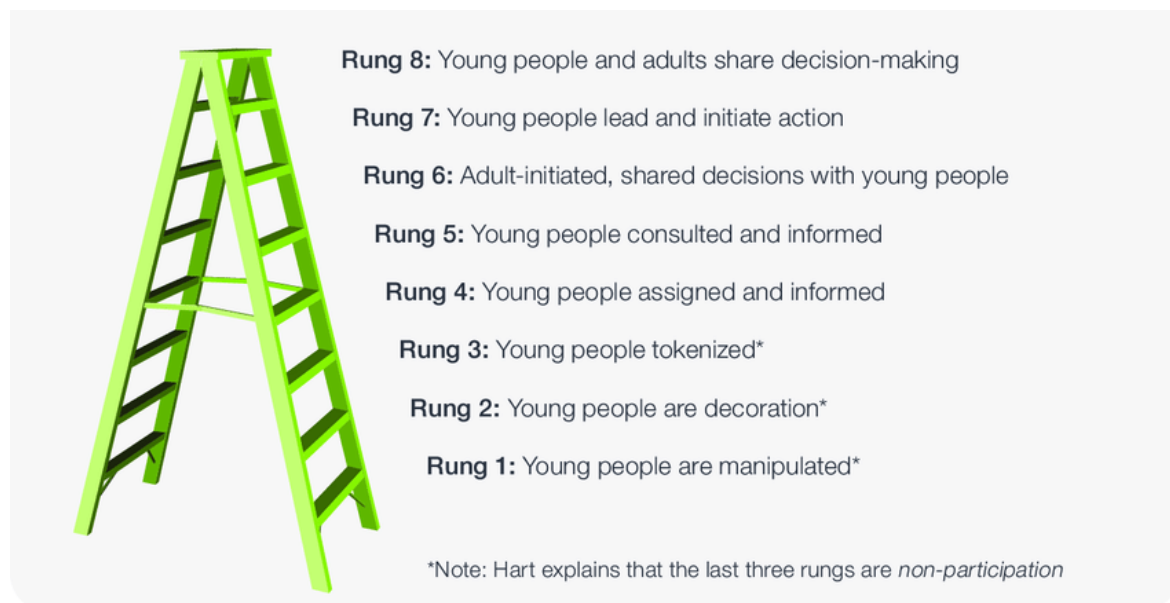 Rung 8: Young people and adults share decision-making
Rung 7: Young people lead and initiate action
Rung 6: Adult-initiated, shared decisions with young people
Rung 5: Young people consulted and informed
Rung 4: Young people assigned and informed
Rung 3: Young people tokenized*
Rung 2: Young people are decoration*
Rung 1: Young people are manipulated*
*Note: Hart explains that the last three rungs are non-participation